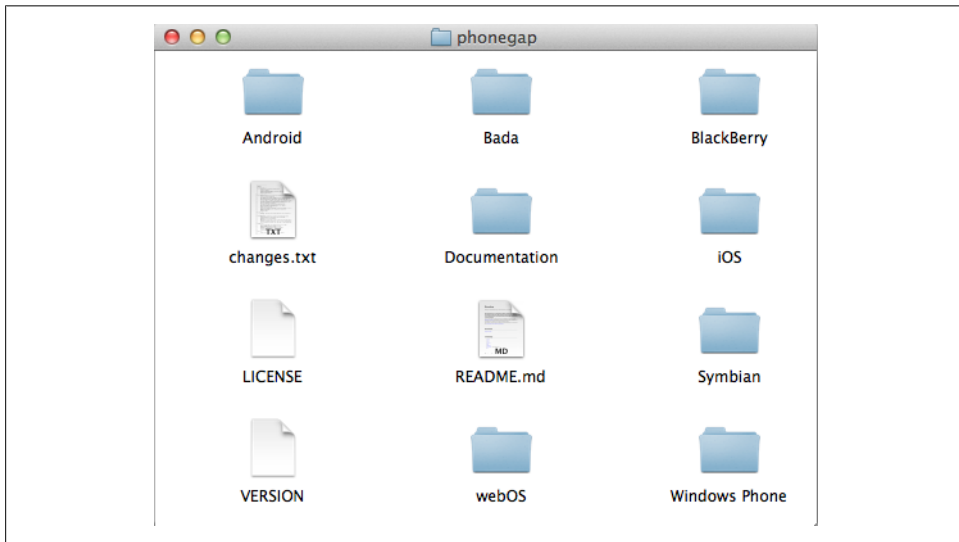 phonegap
Android
Bada
BlackBerry
TXT
changes.txt
Documentation
iOS
LICENSE
MD
README.md
Symbian
VERSION
webOS
Windows Phone